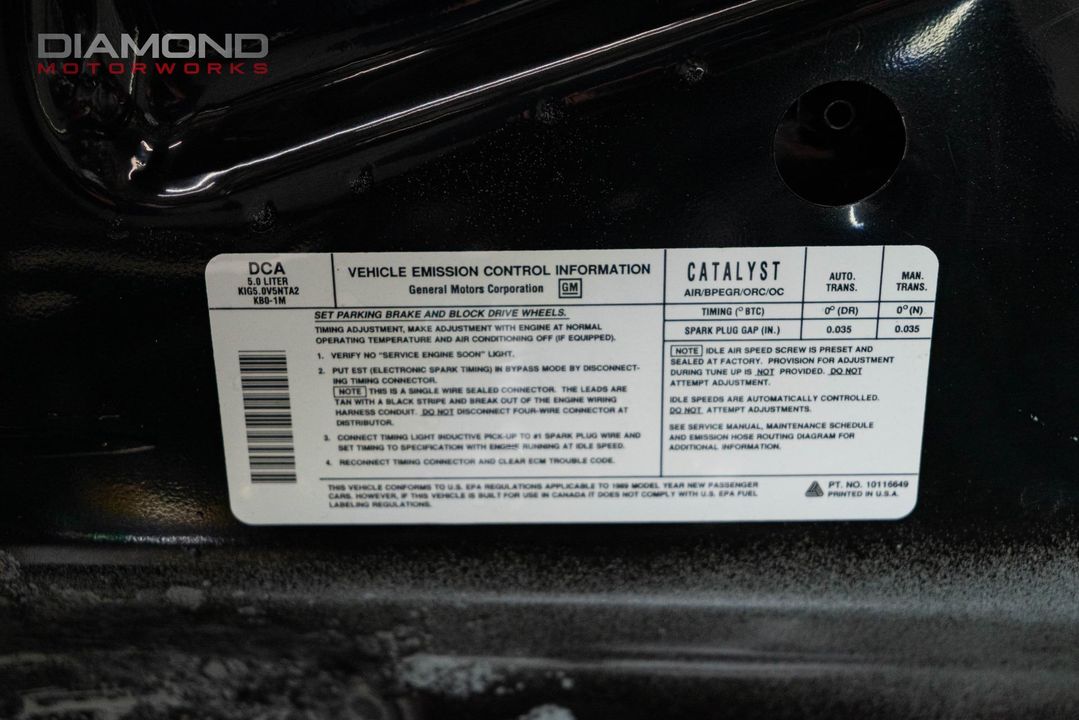 DIAMOND
MOTORWORKS
DCA
5.0 LITER
KIG5.0V5NTA2
KB0-1M
VEHICLE EMISSION CONTROL INFORMATION
General Motors Corporation GM
CATALYST
AIR/BPEGR/ORC/OC
AUTO.
TRANS.
MAN.
TRANS.
TIMING (° BTC) 0° (DR) 0° (N)
SPARK PLUG GAP (IN.) 0.035 0.035
SET PARKING BRAKE AND BLOCK DRIVE WHEELS.
TIMING ADJUSTMENT, MAKE ADJUSTMENT WITH ENGINE AT NORMAL
OPERATING TEMPERATURE AND AIR CONDITIONING OFF (IF EQUIPPED).
1. VERIFY NO "SERVICE ENGINE SOON" LIGHT.
2. PUT EST (ELECTRONIC SPARK TIMING) IN BYPASS MODE BY DISCONNECT-
ING TIMING CONNECTOR.
NOTE THIS IS A SINGLE WIRE SEALED CONNECTOR. THE LEADS ARE
TAN WITH A BLACK STRIPE AND BREAK OUT OF THE ENGINE WIRING
HARNESS CONDUIT. DO NOT DISCONNECT FOUR-WIRE CONNECTOR AT
DISTRIBUTOR.
3. CONNECT TIMING LIGHT INDUCTIVE PICK-UP TO #1 SPARK PLUG WIRE AND
SET TIMING TO SPECIFICATION WITH ENGINE RUNNING AT IDLE SPEED.
4. RECONNECT TIMING CONNECTOR AND CLEAR ECM TROUBLE CODE.
NOTE IDLE AIR SPEED SCREW IS PRESET AND
SEALED AT FACTORY. PROVISION FOR ADJUSTMENT
DURING TUNE UP IS NOT PROVIDED. DO NOT
ATTEMPT ADJUSTMENT.
IDLE SPEEDS ARE AUTOMATICALLY CONTROLLED.
DO NOT ATTEMPT ADJUSTMENTS.
SEE SERVICE MANUAL, MAINTENANCE SCHEDULE
AND EMISSION HOSE ROUTING DIAGRAM FOR
ADDITIONAL INFORMATION.
THIS VEHICLE CONFORMS TO U.S. EPA REGULATIONS APPLICABLE TO 1989 MODEL YEAR NEW PASSENGER
CARS. HOWEVER, IF THIS VEHICLE IS BUILT FOR USE IN CANADA IT DOES NOT COMPLY WITH U.S. EPA FUEL
LABELING REGULATIONS.
PT. NO. 10116649
PRINTED IN U.S.A.